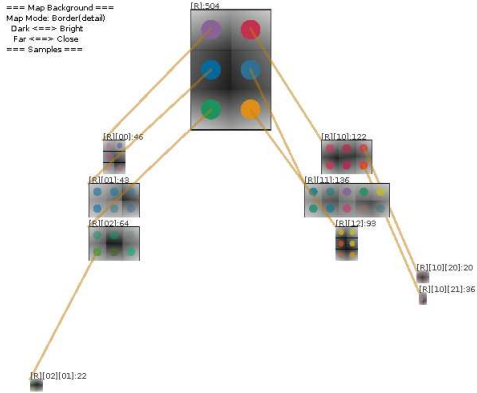 === Map Background ===
Map Mode: Border(detail)
Dark <==> Bright
Far <==> Close
=== Samples ===
[R]:504
[R][00]:46
[R][10]:122
[R][01]:43
[R][11]:136
[R][02]:64
[R][12]:93
[R][10][20]:20
[R][10][21]:36
[R][02][01]:22